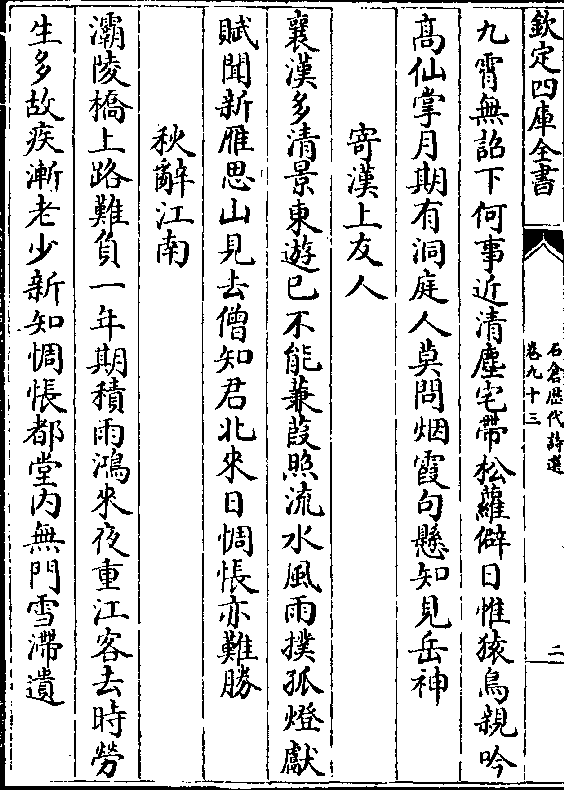 欽定四庫全書
石倉歴代詩選
卷九十三
二
九霄無詔下何事近清塵宅帶松蘿僻日惟猿鳥親吟
高仙掌月期有洞庭人莫問烟霞句懸知見岳神
寄漢上友人
襄漢多清景東遊已不能蒹葭照流水風雨撲孤燈獻
賦聞新雁思山見去僧知君北來日惆悵亦難勝
秋辭江南
灞陵橋上路難負一年期積雨鴻來夜重江客去時勞
生多故疾漸老少新知惆悵都堂内無門雪滯遺